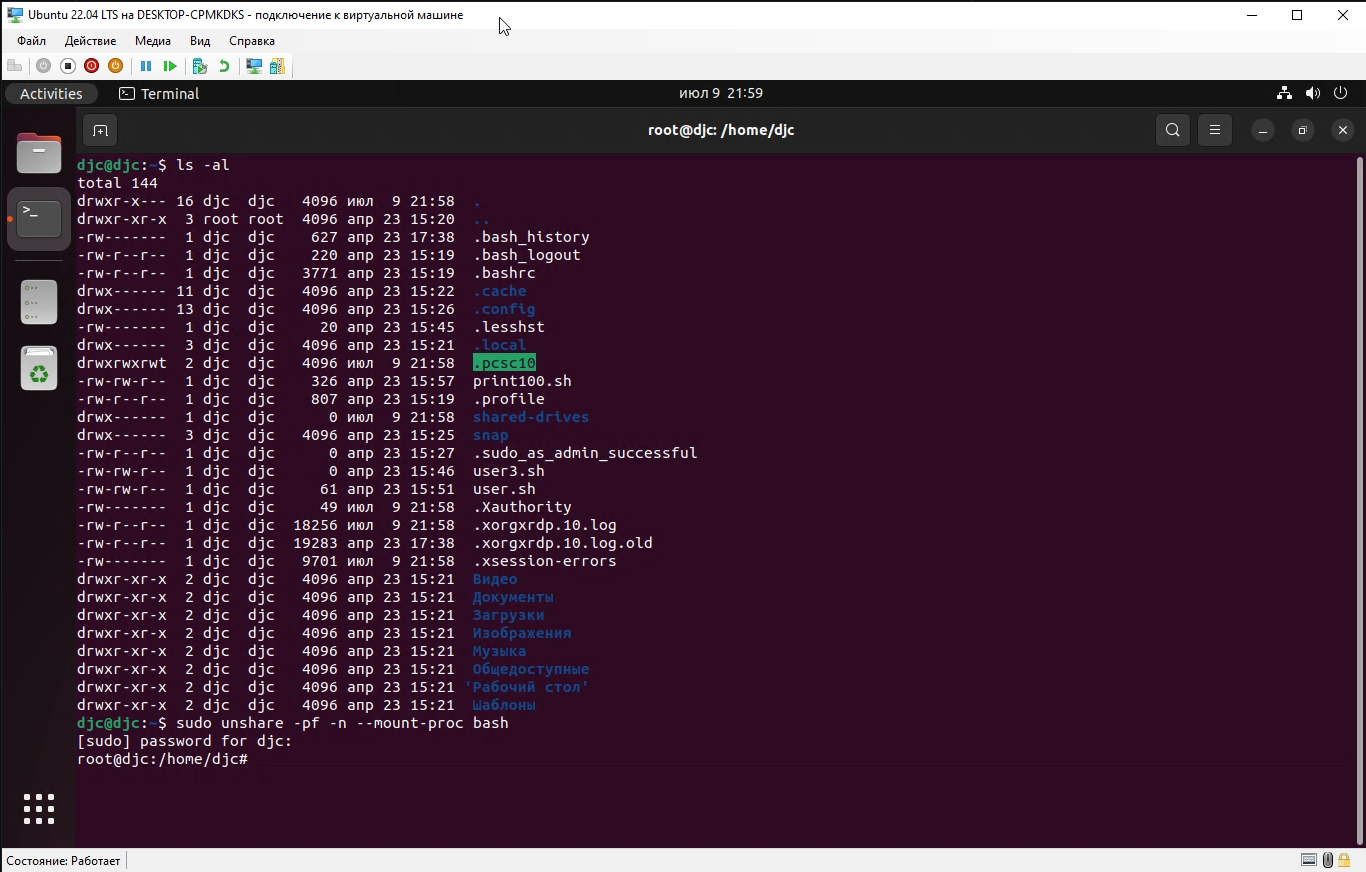 Ubuntu 22.04 LTS на DESKTOP-CPMKDKS - подключение к виртуальной машине
Файл Действие Медиа Вид Справка
Activities Terminal июл 9 21:59
root@djc: /home/djc
djc@djc:~$ ls -al
total 144
drwxr-x--- 16 djc djc 4096 июл 9 21:58 .
drwxr-xr-x 3 root root 4096 апр 23 15:20 ..
-rw------- 1 djc djc 627 апр 23 17:38 .bash_history
-rw-r--r-- 1 djc djc 220 апр 23 15:19 .bash_logout
-rw-r--r-- 1 djc djc 3771 апр 23 15:19 .bashrc
drwx------ 11 djc djc 4096 апр 23 15:22 .cache
drwx------ 13 djc djc 4096 апр 23 15:26 .config
-rw------- 1 djc djc 20 апр 23 15:45 .lesshst
drwx------ 3 djc djc 4096 апр 23 15:21 .local
drwxrwxrwt 2 djc djc 4096 июл 9 21:58 .pcsc10
-rw-rw-r-- 1 djc djc 326 апр 23 15:57 print100.sh
-rw-r--r-- 1 djc djc 807 апр 23 15:19 .profile
drwx------ 1 djc djc 0 июл 9 21:58 shared-drives
drwx------ 3 djc djc 4096 апр 23 15:25 snap
-rw-r--r-- 1 djc djc 0 апр 23 15:27 .sudo_as_admin_successful
-rw-rw-r-- 1 djc djc 0 апр 23 15:46 user3.sh
-rw-rw-r-- 1 djc djc 61 апр 23 15:51 user.sh
-rw------- 1 djc djc 49 июл 9 21:58 .Xauthority
-rw-r--r-- 1 djc djc 18256 июл 9 21:58 .xorgxrdp.10.log
-rw-r--r-- 1 djc djc 19283 апр 23 17:38 .xorgxrdp.10.log.old
-rw------- 1 djc djc 9701 июл 9 21:58 .xsession-errors
drwxr-xr-x 2 djc djc 4096 апр 23 15:21 Видео
drwxr-xr-x 2 djc djc 4096 апр 23 15:21 Документы
drwxr-xr-x 2 djc djc 4096 апр 23 15:21 Загрузки
drwxr-xr-x 2 djc djc 4096 апр 23 15:21 Изображения
drwxr-xr-x 2 djc djc 4096 апр 23 15:21 Музыка
drwxr-xr-x 2 djc djc 4096 апр 23 15:21 Общедоступные
drwxr-xr-x 2 djc djc 4096 апр 23 15:21 'Рабочий стол'
drwxr-xr-x 2 djc djc 4096 апр 23 15:21 Шаблоны
djc@djc:~$ sudo unshare -pf -n --mount-proc bash
[sudo] password for djc:
root@djc:/home/djc#
Состояние: Работает